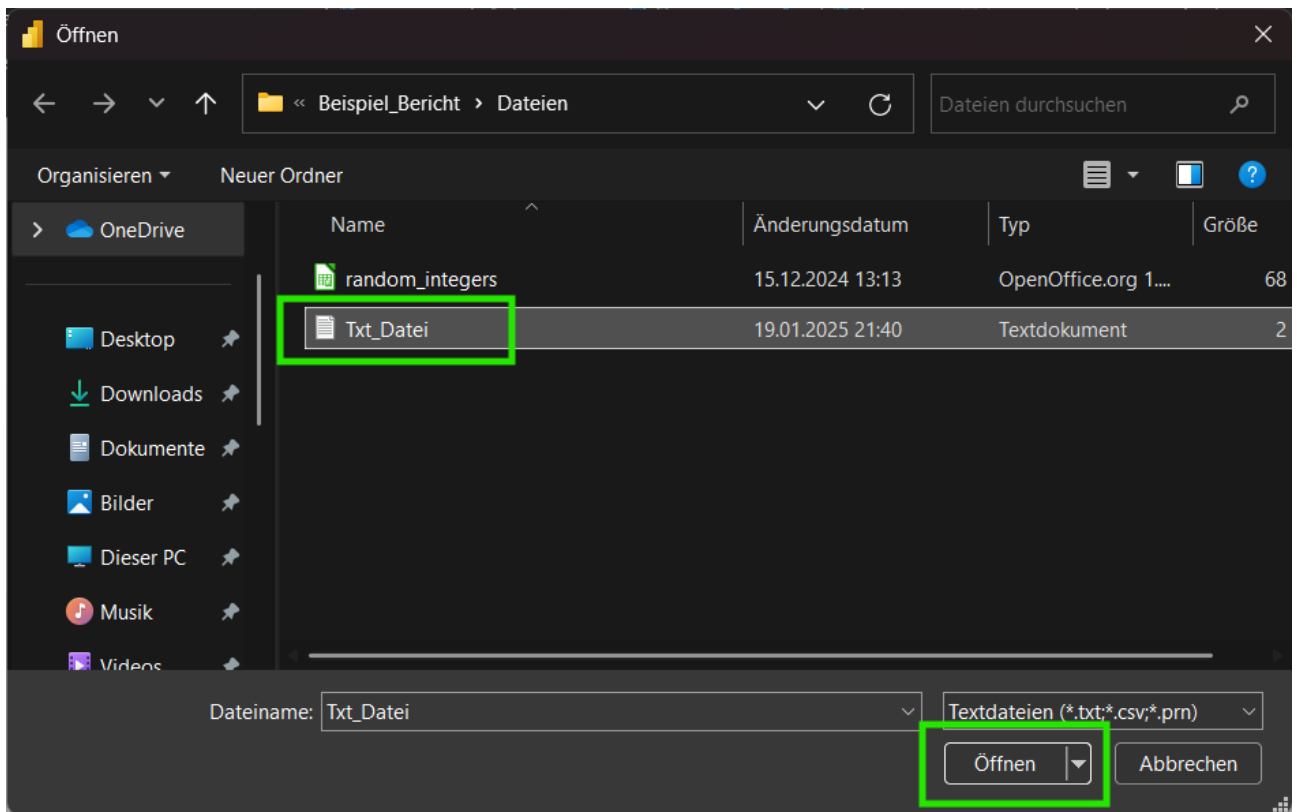 Öffnen
« Beispiel_Bericht > Dateien
Dateien durchsuchen
Organisieren Neuer Ordner
OneDrive
Name Änderungsdatum Typ Größe
random_integers 15.12.2024 13:13 OpenOffice.org 1.... 68
Txt_Datei 19.01.2025 21:40 Textdokument 2
Desktop
Downloads
Dokumente
Bilder
Dieser PC
Musik
Videos
Dateiname: Txt_Datei Textdateien (*.txt;*.csv;*.prn)
Öffnen Abbrechen